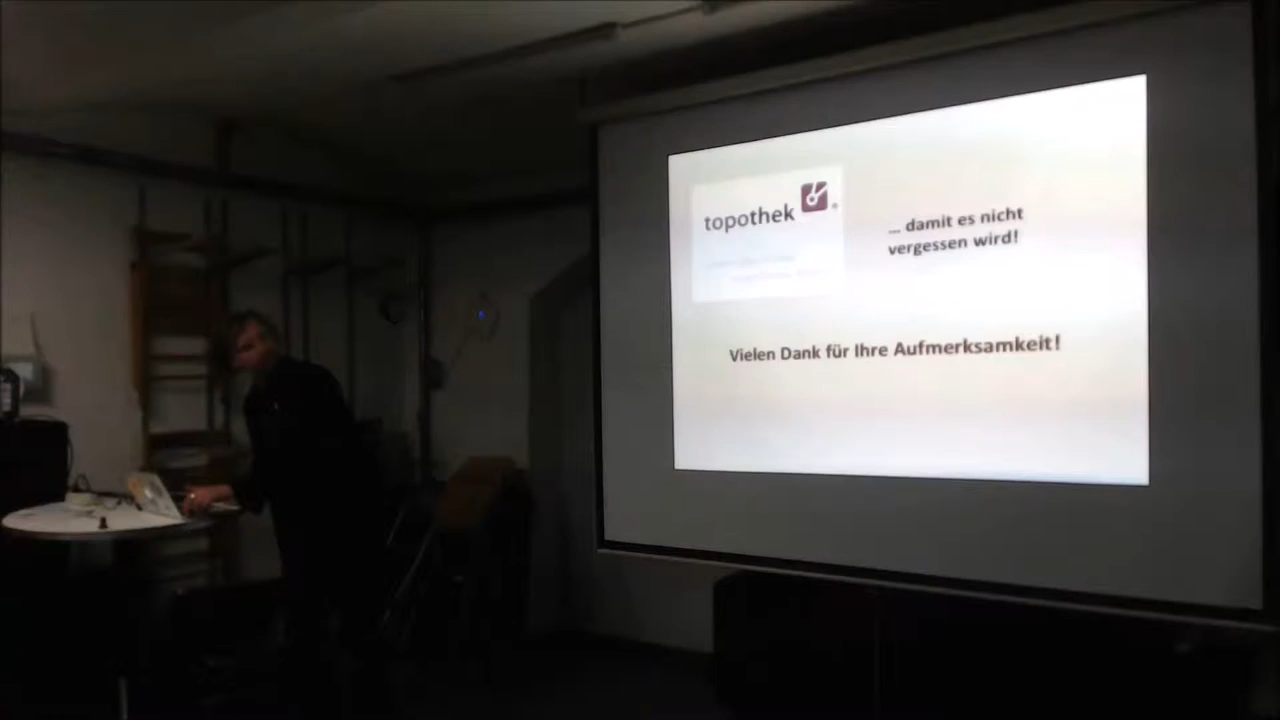 topothek ®
... damit es nicht
vergessen wird!
Vielen Dank für Ihre Aufmerksamkeit!